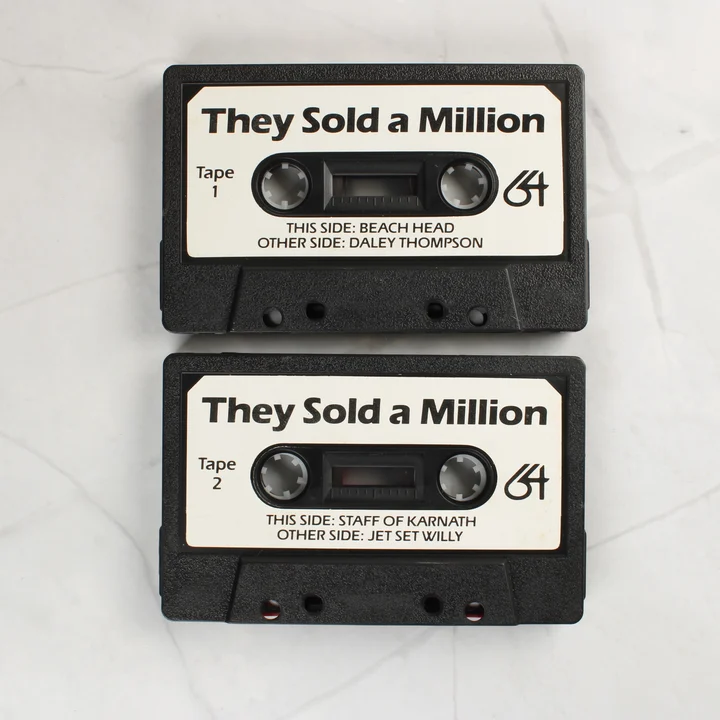 They Sold a Million
Tape
1
64
THIS SIDE: BEACH HEAD
OTHER SIDE: DALEY THOMPSON
They Sold a Million
Tape
2
64
THIS SIDE: STAFF OF KARNATH
OTHER SIDE: JET SET WILLY